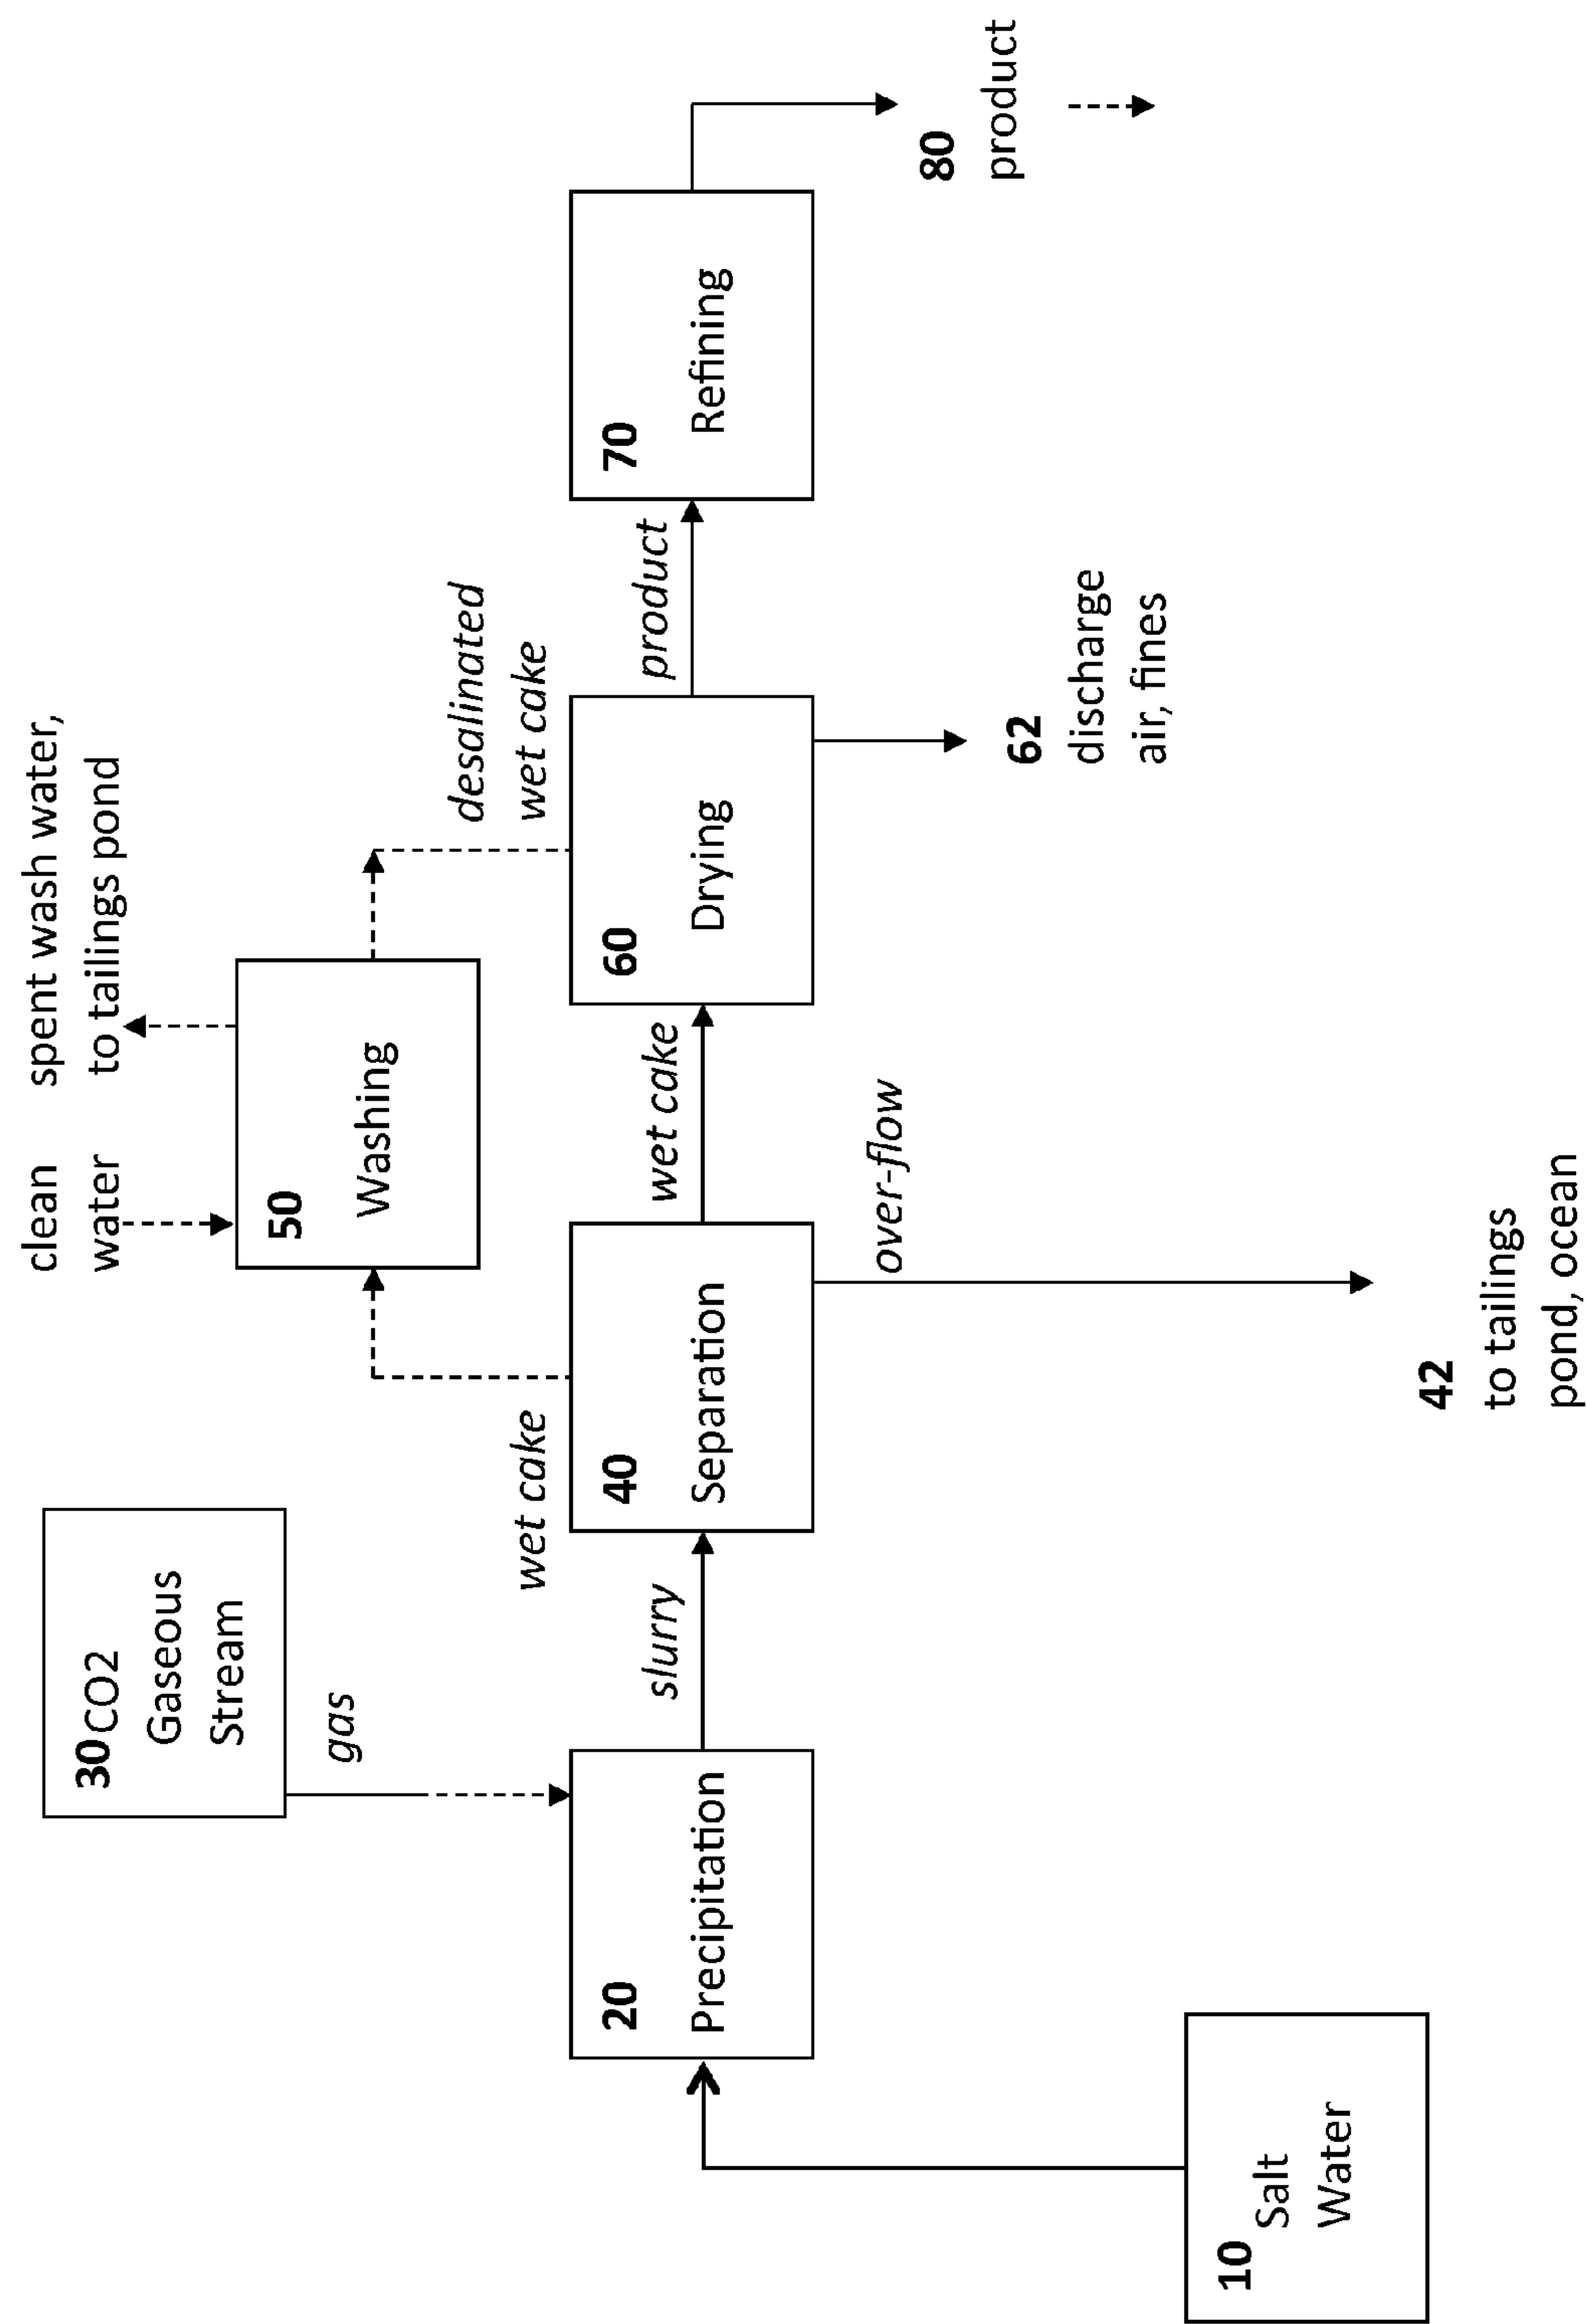 clean
water
spent wash water,
to tailings pond
30 CO2
Gaseous
Stream
gas
50
Washing
wet cake
desalinated
wet cake
20
Precipitation
slurry
40
Separation
wet cake
60
Drying
product
70
Refining
over-flow
10
Salt
Water
42
to tailings
pond, ocean
62
discharge
air, fines
80
product